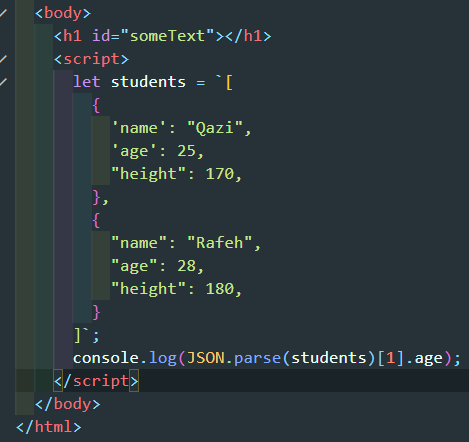 <body>
<h1 id="someText"></h1>
<script>
let students = `[
{
'name': "Qazi",
'age': 25,
"height": 170,
},
{
"name": "Rafeh",
"age": 28,
"height": 180,
}
]`;
console.log(JSON.parse(students)[1].age);
</script>
</body>
</html>